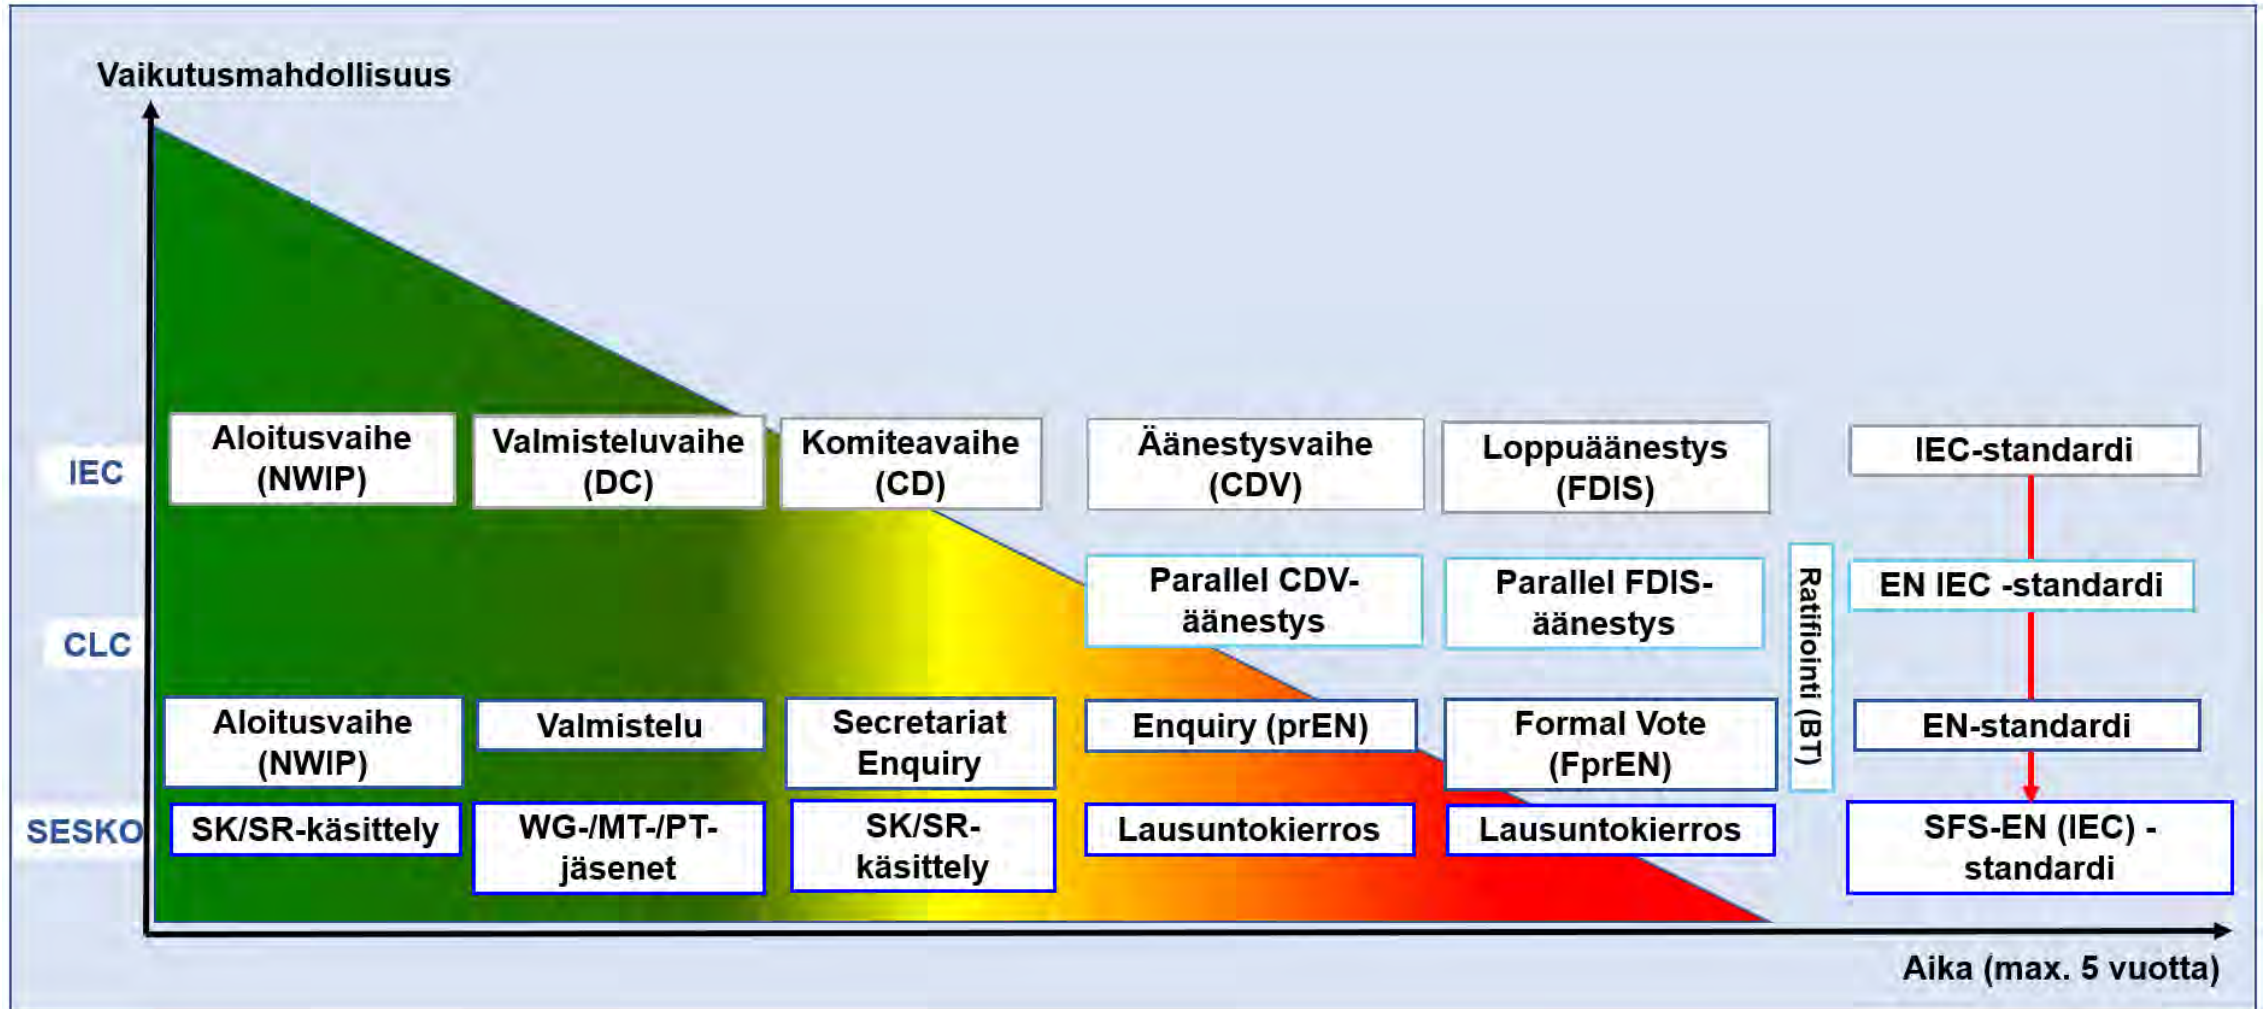 Vaikutusmahdollisuus
IEC
Aloitusvaihe
(NWIP)
Valmisteluvaihe
(DC)
Komiteavaihe
(CD)
Äänestysvaihe
(CDV)
Loppuäänestys
(FDIS)
IEC-standardi
CLC
Parallel CDV-
äänestys
Parallel FDIS-
äänestys
Ratifiointi (BT)
EN IEC -standardi
Aloitusvaihe
(NWIP)
Valmistelu
Secretariat
Enquiry
Enquiry (prEN)
Formal Vote
(FprEN)
EN-standardi
SESKO
SK/SR-käsittely
WG-/MT-/PT-
jäsenet
SK/SR-
käsittely
Lausuntokierros
Lausuntokierros
SFS-EN (IEC) -
standardi
Aika (max. 5 vuotta)